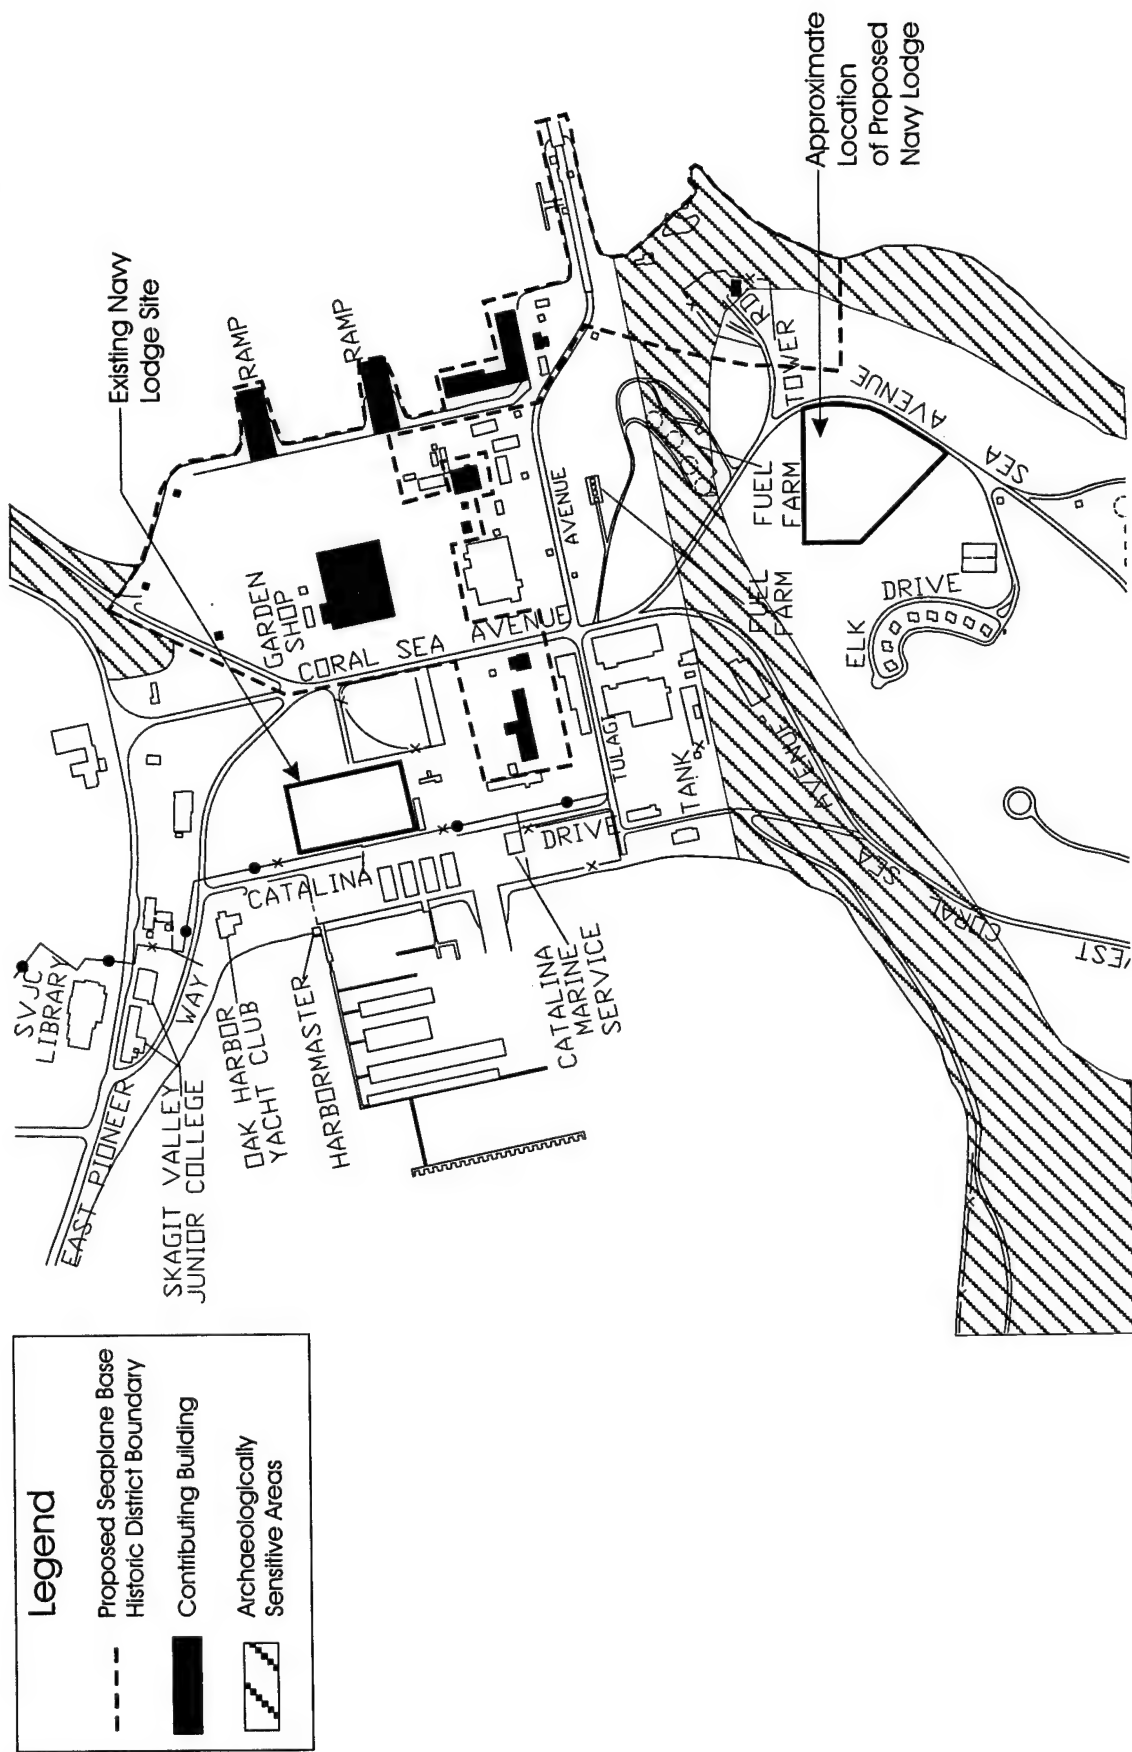 Legend
Proposed Seaplane Base
Historic District Boundary
Contributing Building
Archaeologically
Sensitive Areas
Existing Navy
Lodge Site
RAMP
RAMP
Approximate
Location
of Proposed
Navy Lodge
SVJC
LIBRARY
EAST PIONEER
WAY
SKAGIT VALLEY
JUNIOR COLLEGE
OAK HARBOR
YACHT CLUB
HARBORMASTER
CATALINA
DRIVE
CATALINA
MARINE
SERVICE
GARDEN
SHOP
CORAL SEA
AVENUE
TULAGI
AVENUE
TANK
FUEL
FARM
FUEL
FARM
TOWER
RD
SEA
AVENUE
ELK
DRIVE
CORAL
SEA
AVENUE